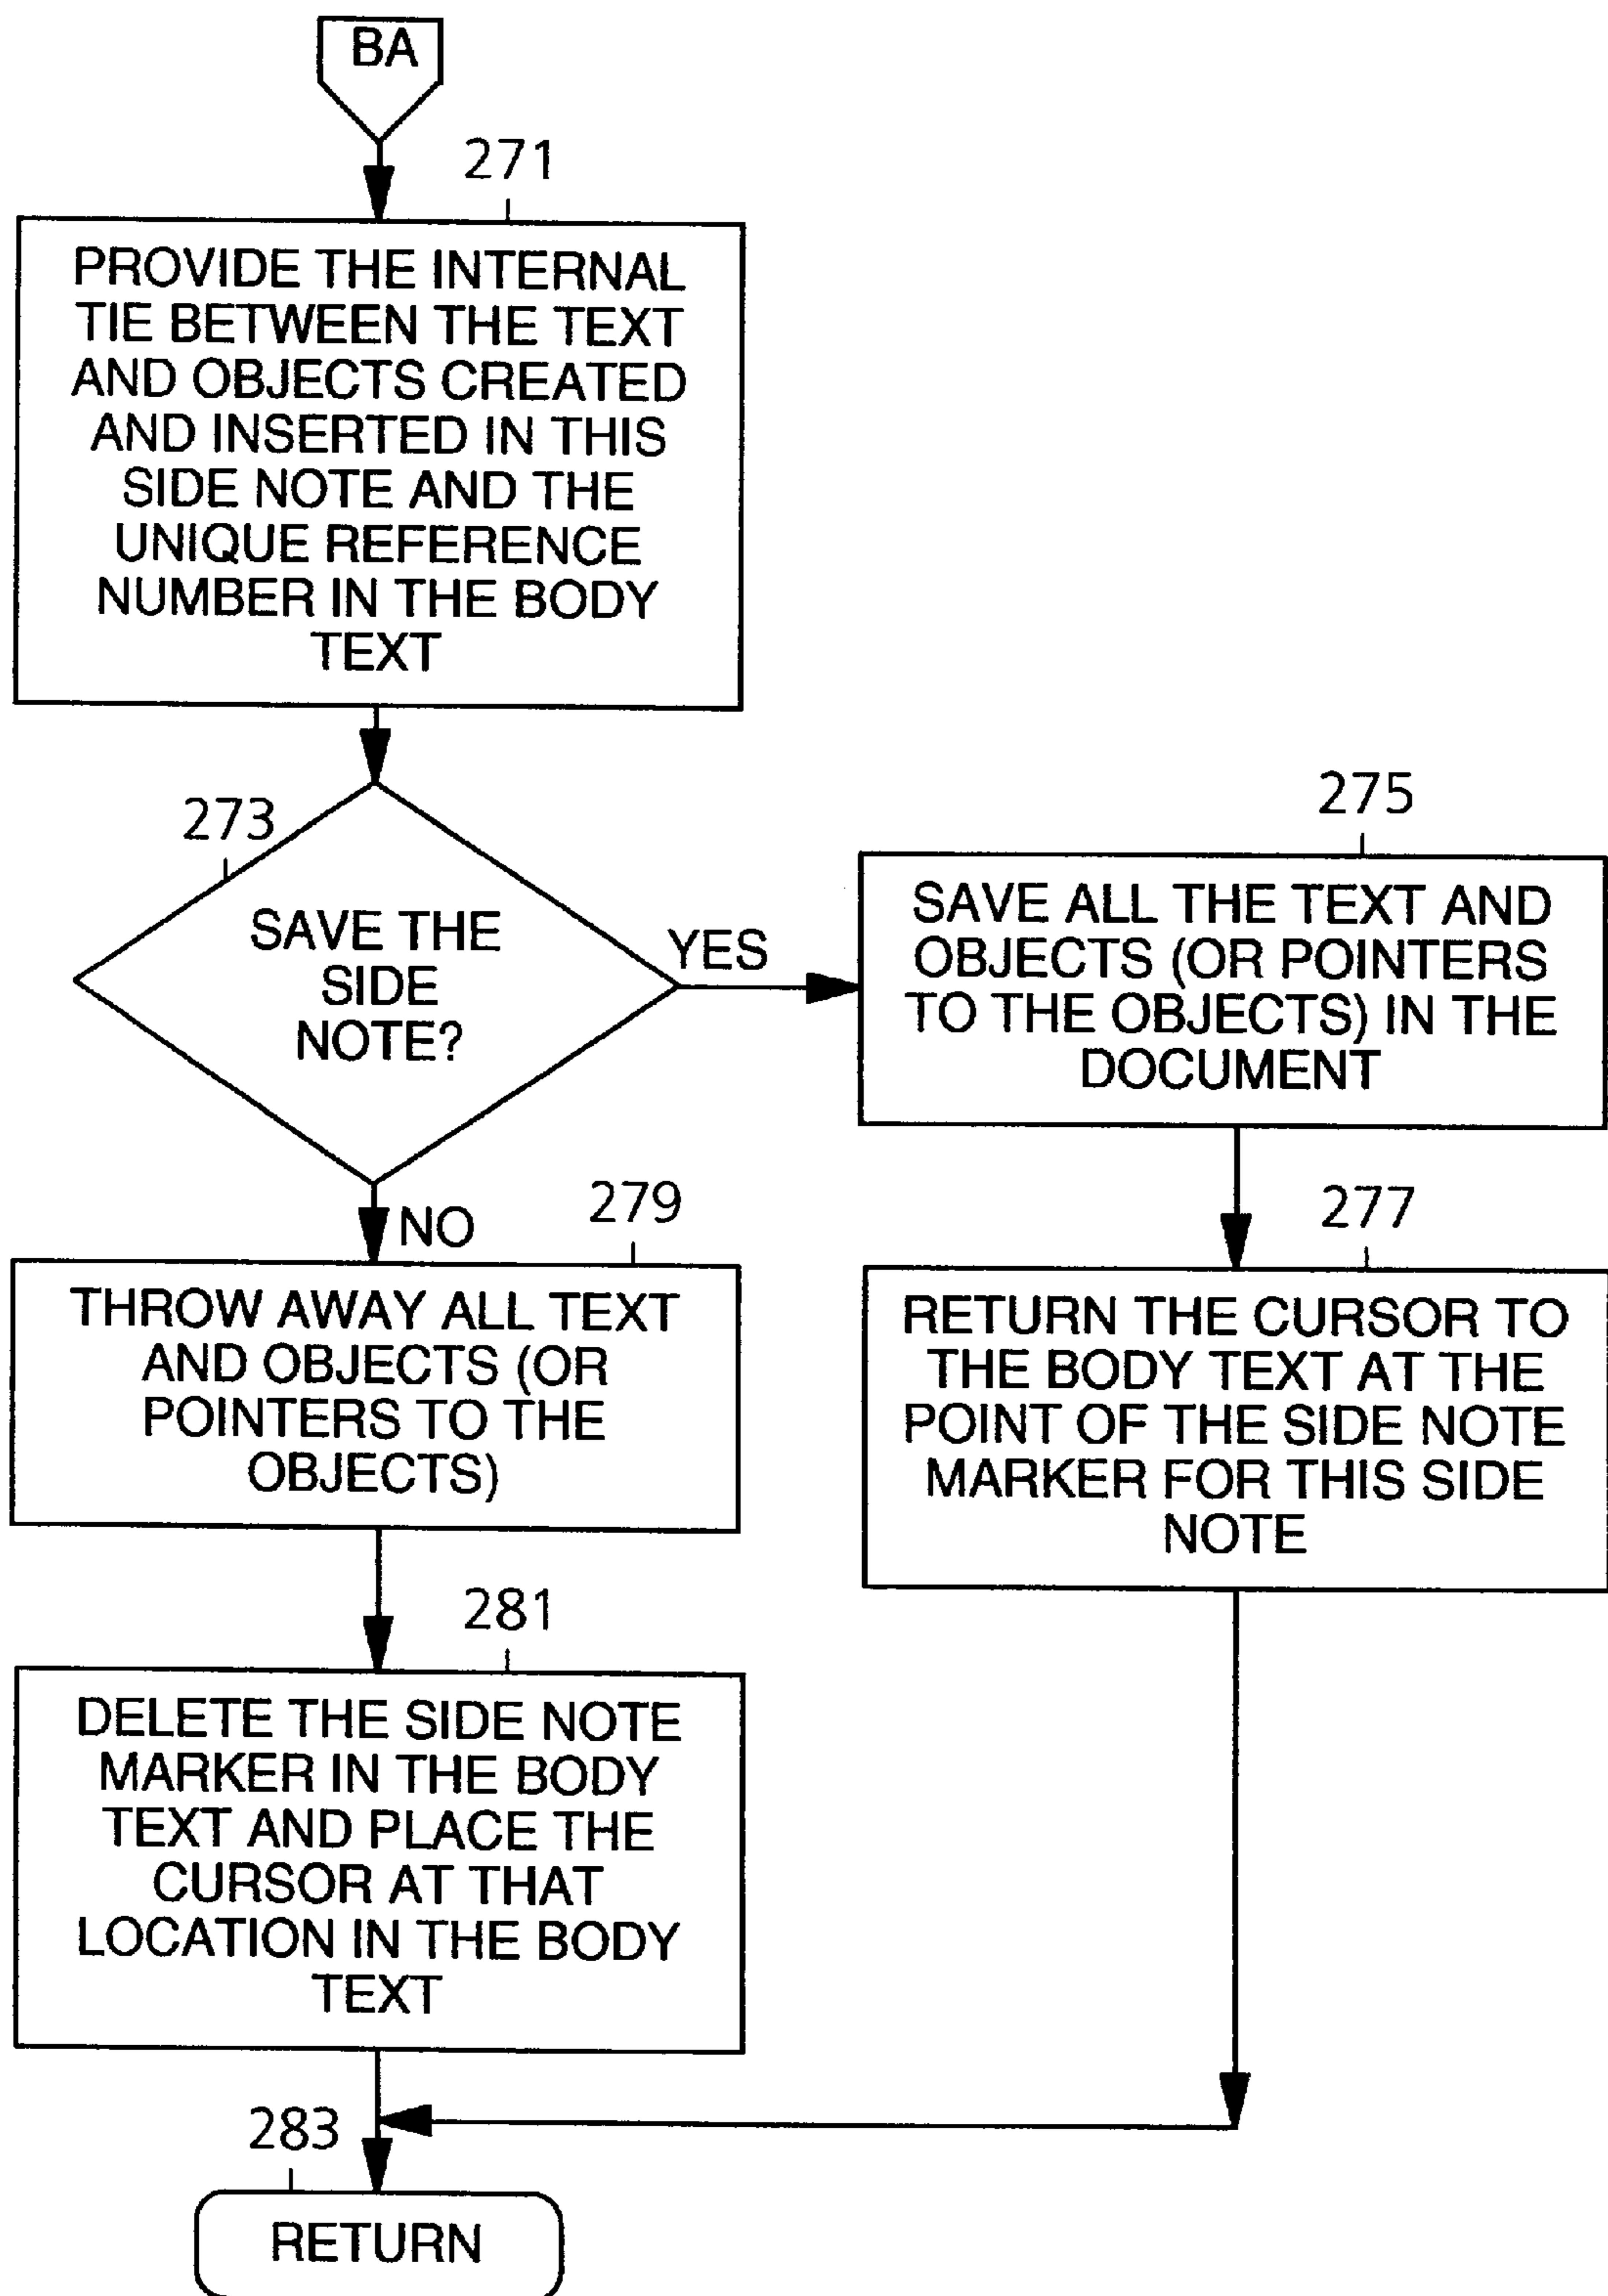 BA
271
PROVIDE THE INTERNAL
TIE BETWEEN THE TEXT
AND OBJECTS CREATED
AND INSERTED IN THIS
SIDE NOTE AND THE
UNIQUE REFERENCE
NUMBER IN THE BODY
TEXT
273
SAVE THE
SIDE
NOTE?
YES
275
SAVE ALL THE TEXT AND
OBJECTS (OR POINTERS
TO THE OBJECTS) IN THE
DOCUMENT
277
RETURN THE CURSOR TO
THE BODY TEXT AT THE
POINT OF THE SIDE NOTE
MARKER FOR THIS SIDE
NOTE
NO
279
THROW AWAY ALL TEXT
AND OBJECTS (OR
POINTERS TO THE
OBJECTS)
281
DELETE THE SIDE NOTE
MARKER IN THE BODY
TEXT AND PLACE THE
CURSOR AT THAT
LOCATION IN THE BODY
TEXT
283
RETURN